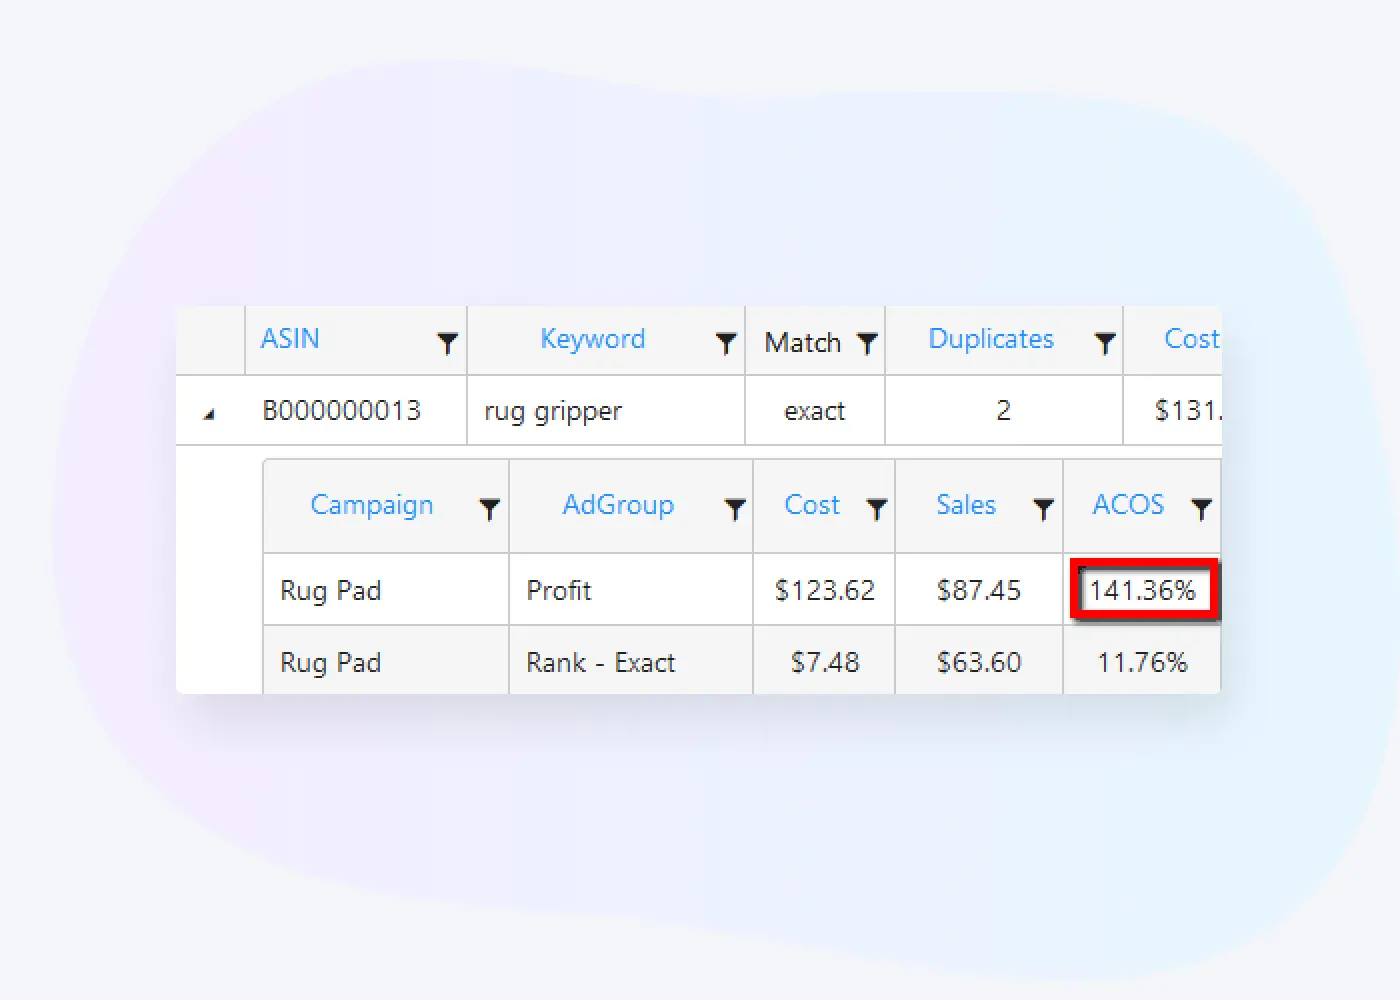 ASIN Keyword Match Duplicates Cost
B000000013 rug gripper exact 2 $131.
Campaign AdGroup Cost Sales ACOS
Rug Pad Profit $123.62 $87.45 141.36%
Rug Pad Rank - Exact $7.48 $63.60 11.76%